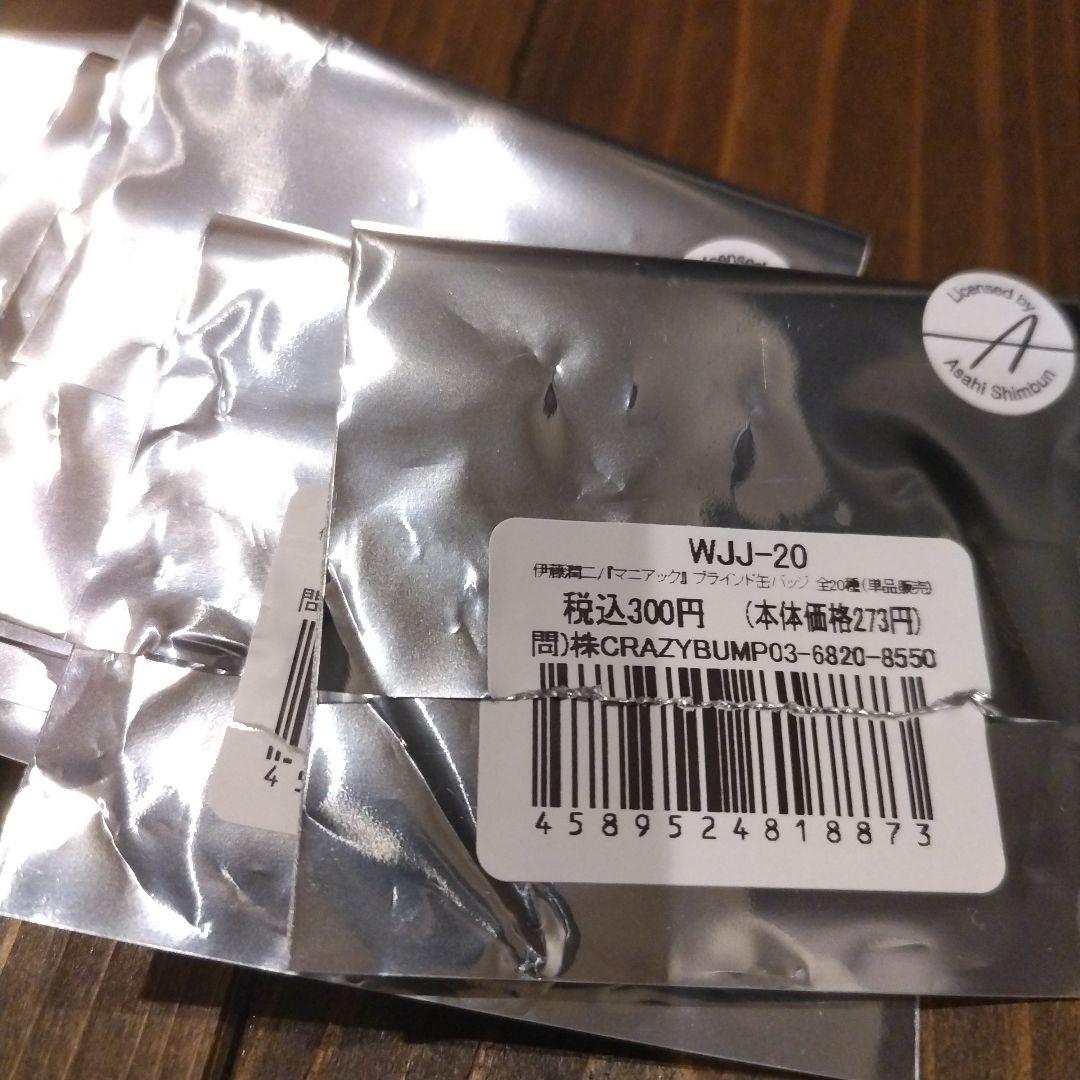 Licensed by
A
Asahi Shimbun
WJJ-20
伊藤潤二/『マニアック』ブラインド缶バッジ 全20種(単品販売)
税込300円 (本体価格273円)
問)株CRAZYBUMP03-6820-8550
4589524818873
問
4